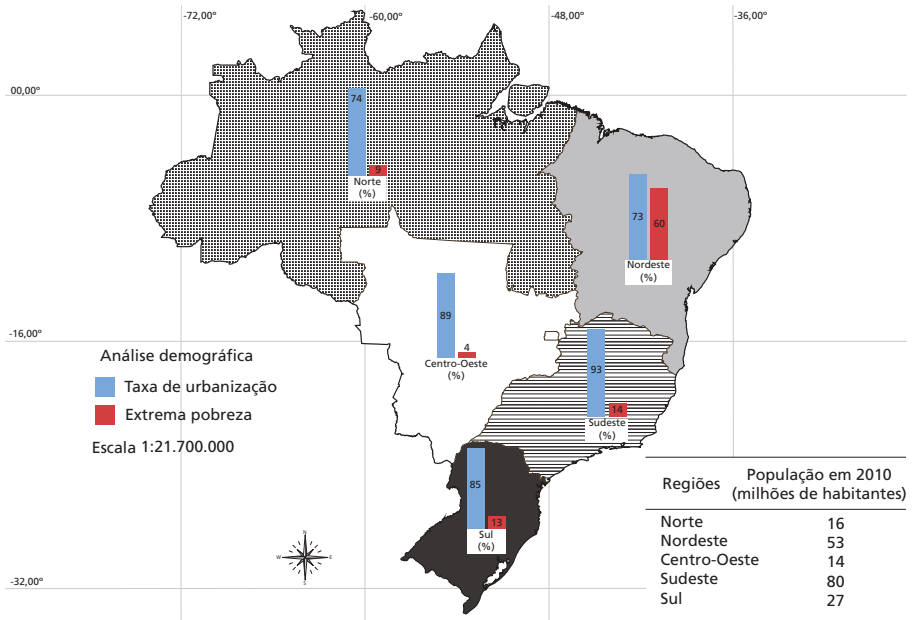 -72,00°
-60,00°
-48,00°
-36,00°
00,00°
-16,00°
-32,00°
74
9
Norte
(%)
73
60
Nordeste
(%)
89
4
Centro-Oeste
(%)
93
14
Sudeste
(%)
85
13
Sul
(%)
Análise demográfica
Taxa de urbanização
Extrema pobreza
Escala 1:21.700.000
N
W
E
S
Regiões População em 2010
(milhões de habitantes)
Norte 16
Nordeste 53
Centro-Oeste 14
Sudeste 80
Sul 27